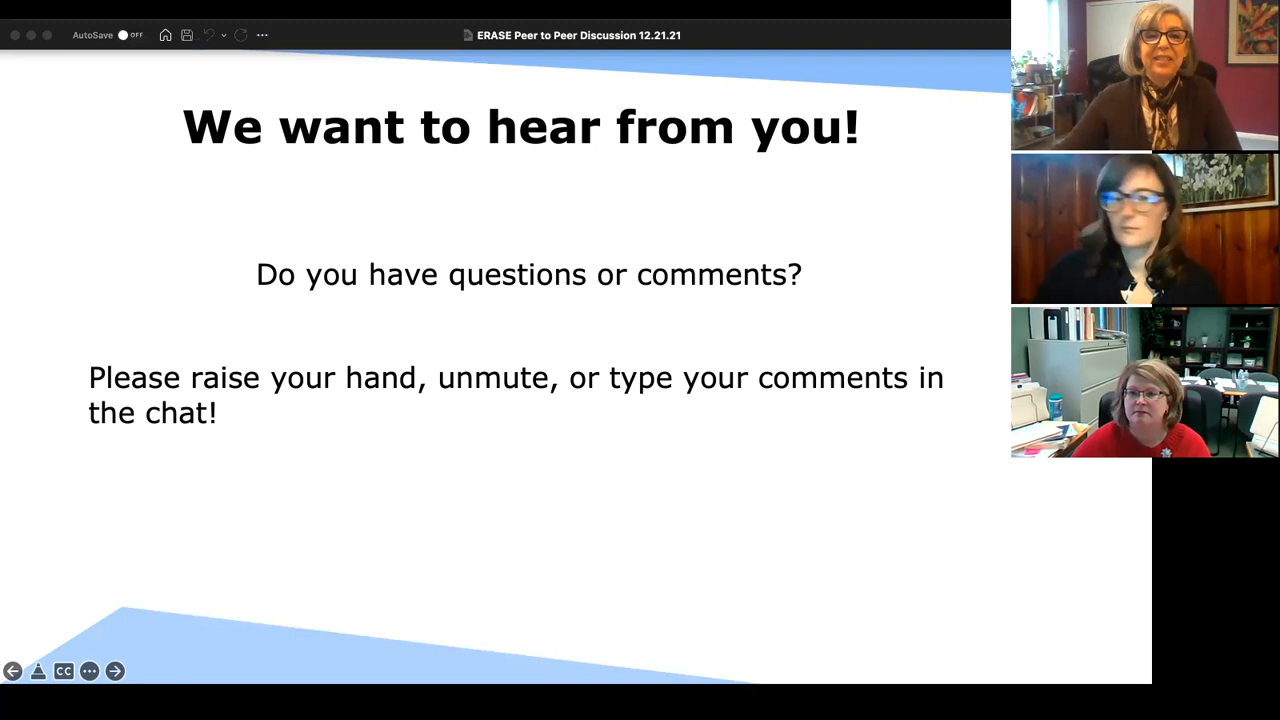 AutoSave OFF
ERASE Peer to Peer Discussion 12.21.21
We want to hear from you!
Do you have questions or comments?
Please raise your hand, unmute, or type your comments in
the chat!
CC